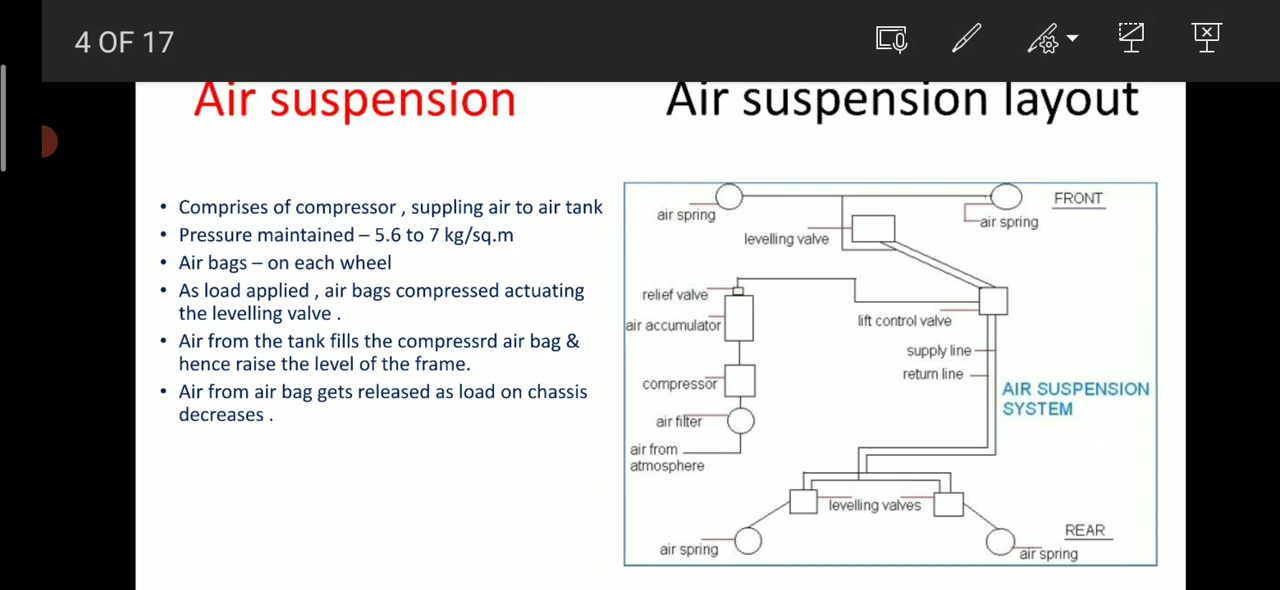 4 OF 17
Air suspension
Air suspension layout
• Comprises of compressor , suppling air to air tank
• Pressure maintained – 5.6 to 7 kg/sq.m
• Air bags – on each wheel
• As load applied , air bags compressed actuating
the levelling valve .
• Air from the tank fills the compressrd air bag &
hence raise the level of the frame.
• Air from air bag gets released as load on chassis
decreases .
FRONT
air spring
air spring
levelling valve
relief valve
air accumulator
lift control valve
supply line
return line
compressor
AIR SUSPENSION
SYSTEM
air filter
air from
atmosphere
levelling valves
REAR
air spring
air spring